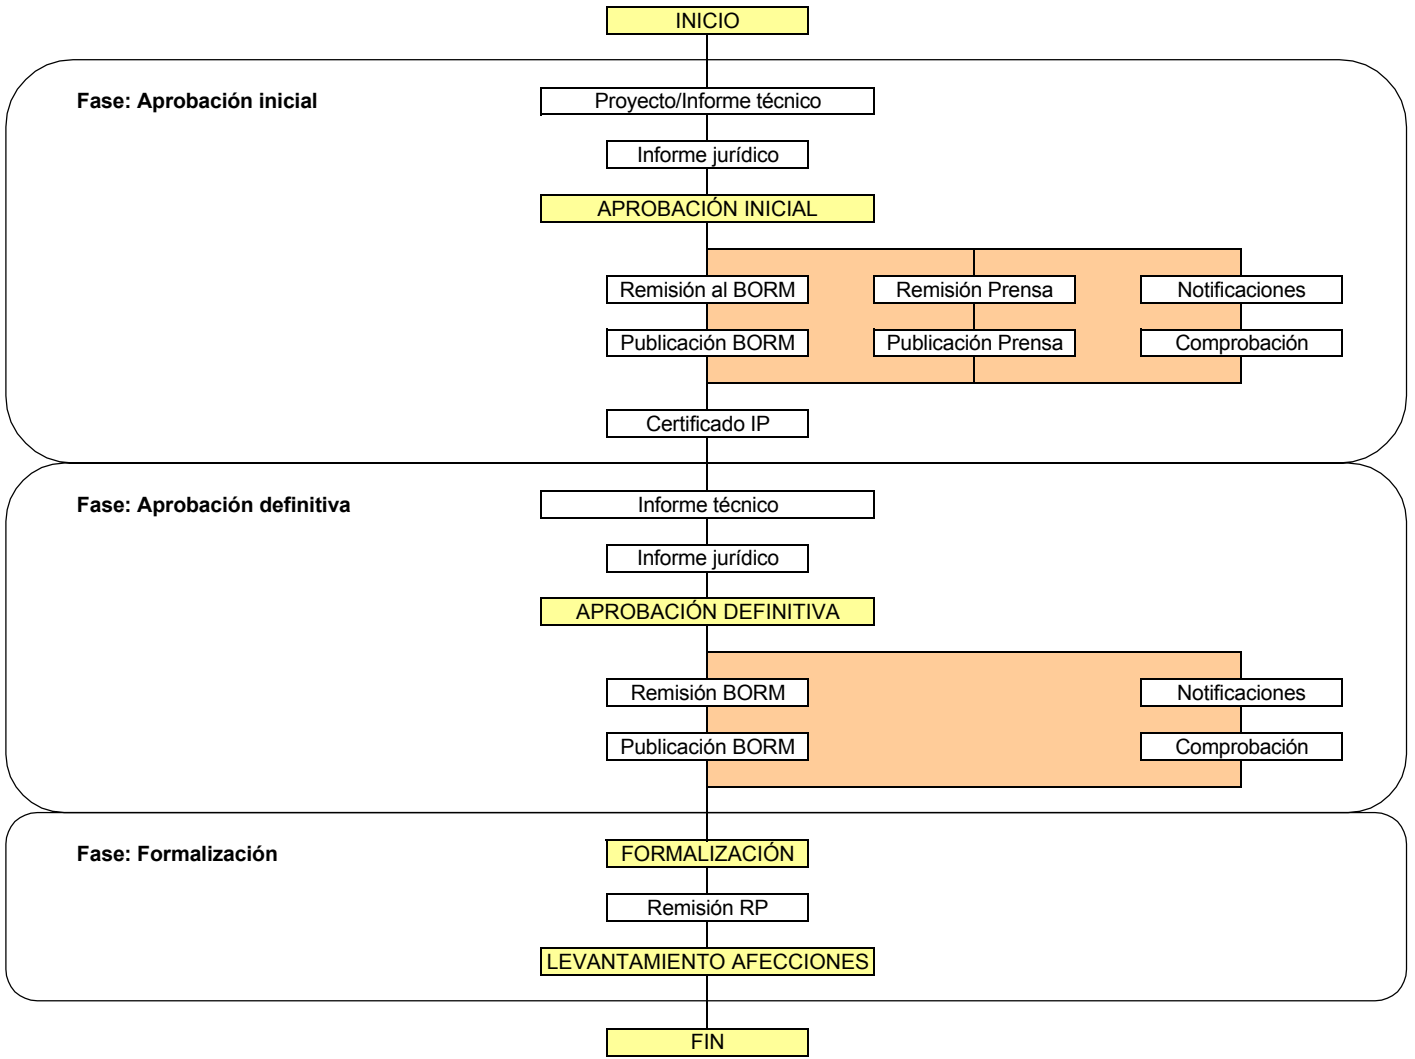 INICIO
Fase: Aprobación inicial
Proyecto/Informe técnico
Informe jurídico
APROBACIÓN INICIAL
Remisión al BORM
Remisión Prensa
Notificaciones
Publicación BORM
Publicación Prensa
Comprobación
Certificado IP
Fase: Aprobación definitiva
Informe técnico
Informe jurídico
APROBACIÓN DEFINITIVA
Remisión BORM
Notificaciones
Publicación BORM
Comprobación
Fase: Formalización
FORMALIZACIÓN
Remisión RP
LEVANTAMIENTO AFECCIONES
FIN